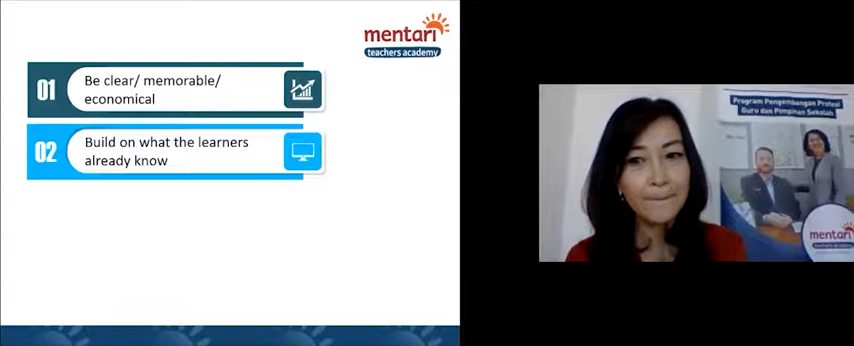 mentari
teachers academy
01
Be clear/ memorable/
economical
02
Build on what the learners
already know
Program Pengembangan Profesi
Guru dan Pimpinan Sekolah
mentari
teachers academy